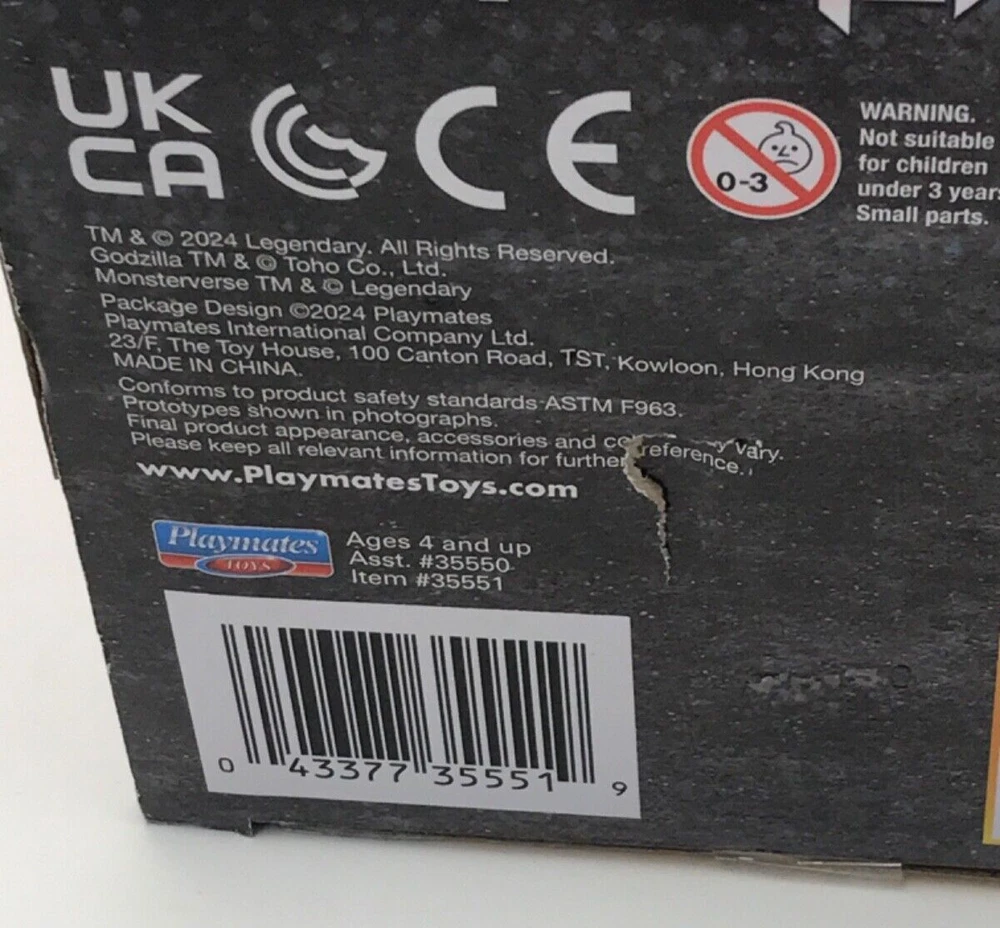 UK
CA
CE
0-3
WARNING.
Not suitable
for children
under 3 years
Small parts.
TM & © 2024 Legendary. All Rights Reserved.
Godzilla TM & © Toho Co., Ltd.
Monsterverse TM & © Legendary
Package Design ©2024 Playmates
Playmates International Company Ltd.
23/F, The Toy House, 100 Canton Road, TST, Kowloon, Hong Kong
MADE IN CHINA.
Conforms to product safety standards ASTM F963.
Prototypes shown in photographs.
Final product appearance, accessories and vary.
Please keep all relevant information for further reference.
www.PlaymatesToys.com
Playmates
TOYS
Ages 4 and up
Asst. #35550
Item #35551
0 43377 35551 9